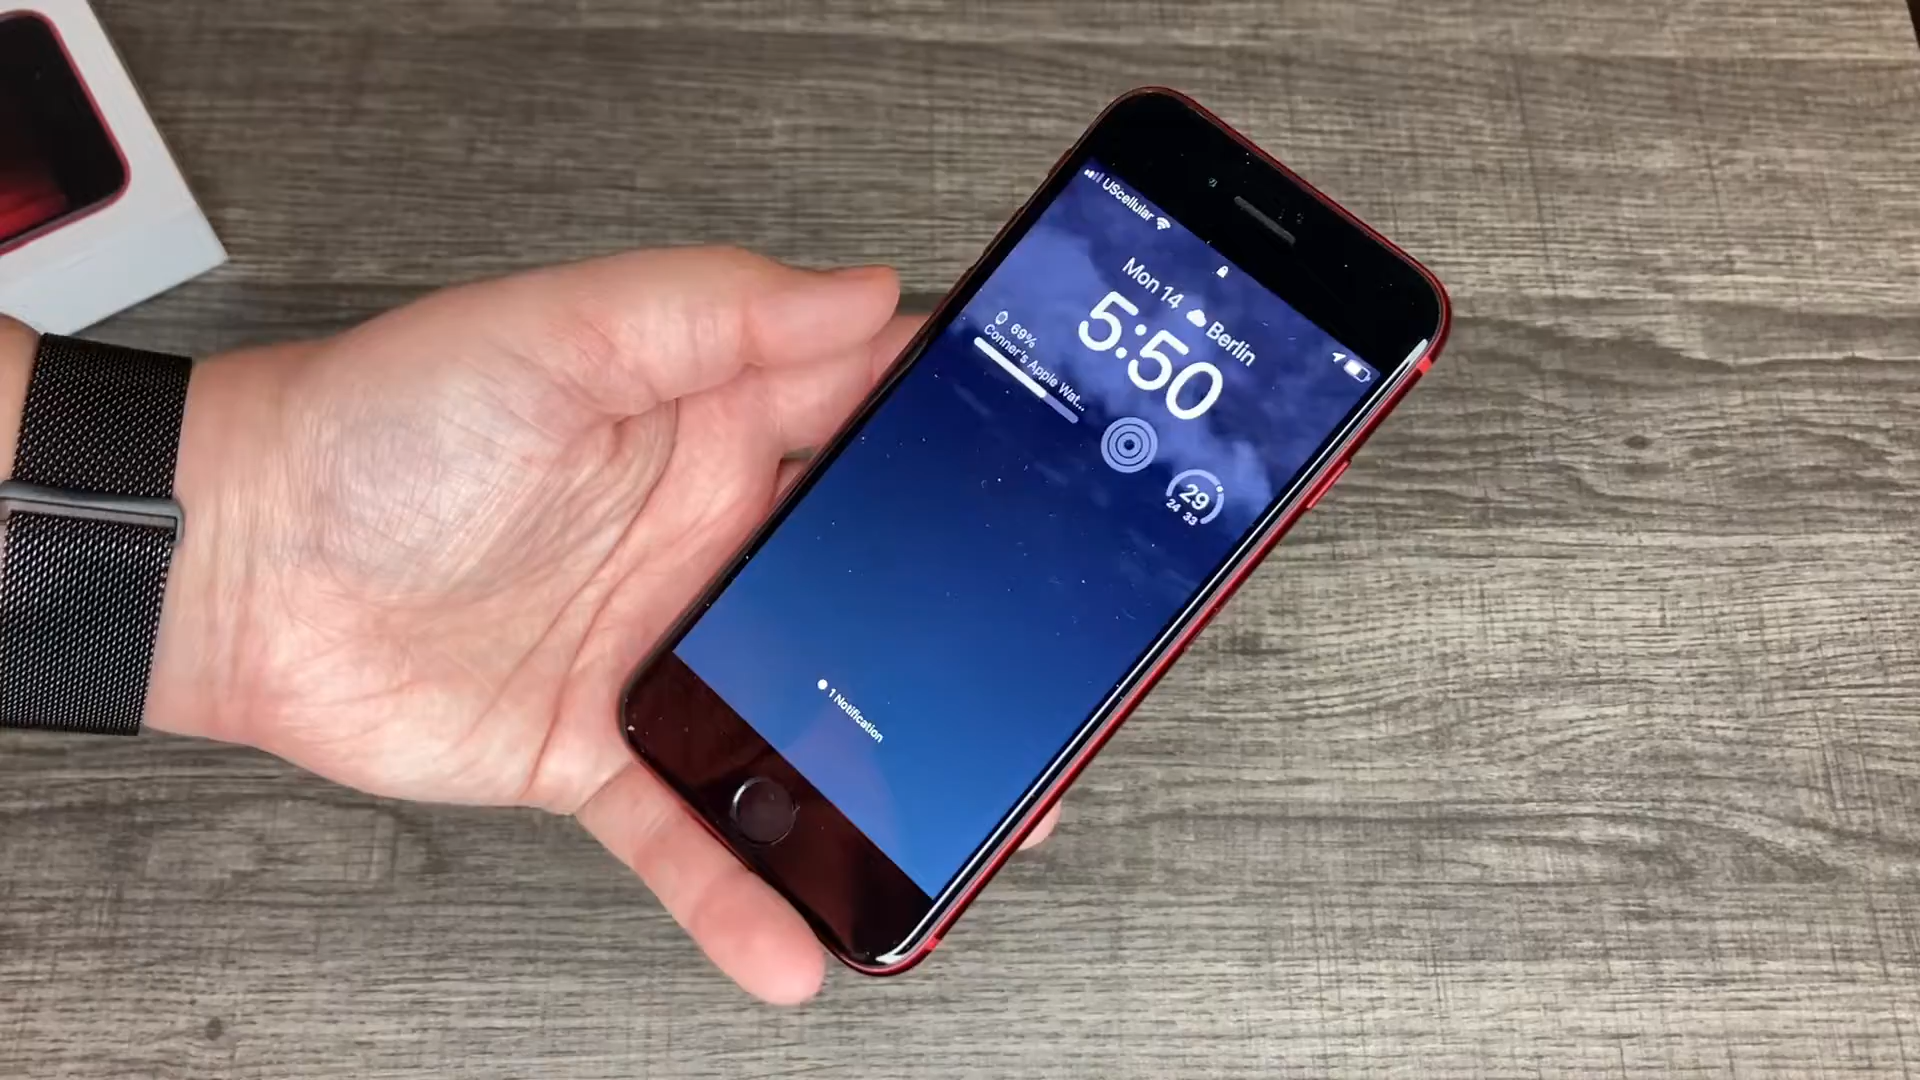 UScellular
Mon 14 Berlin
5:50
69%
Conner's Apple Wat...
29
24 33
1 Notification